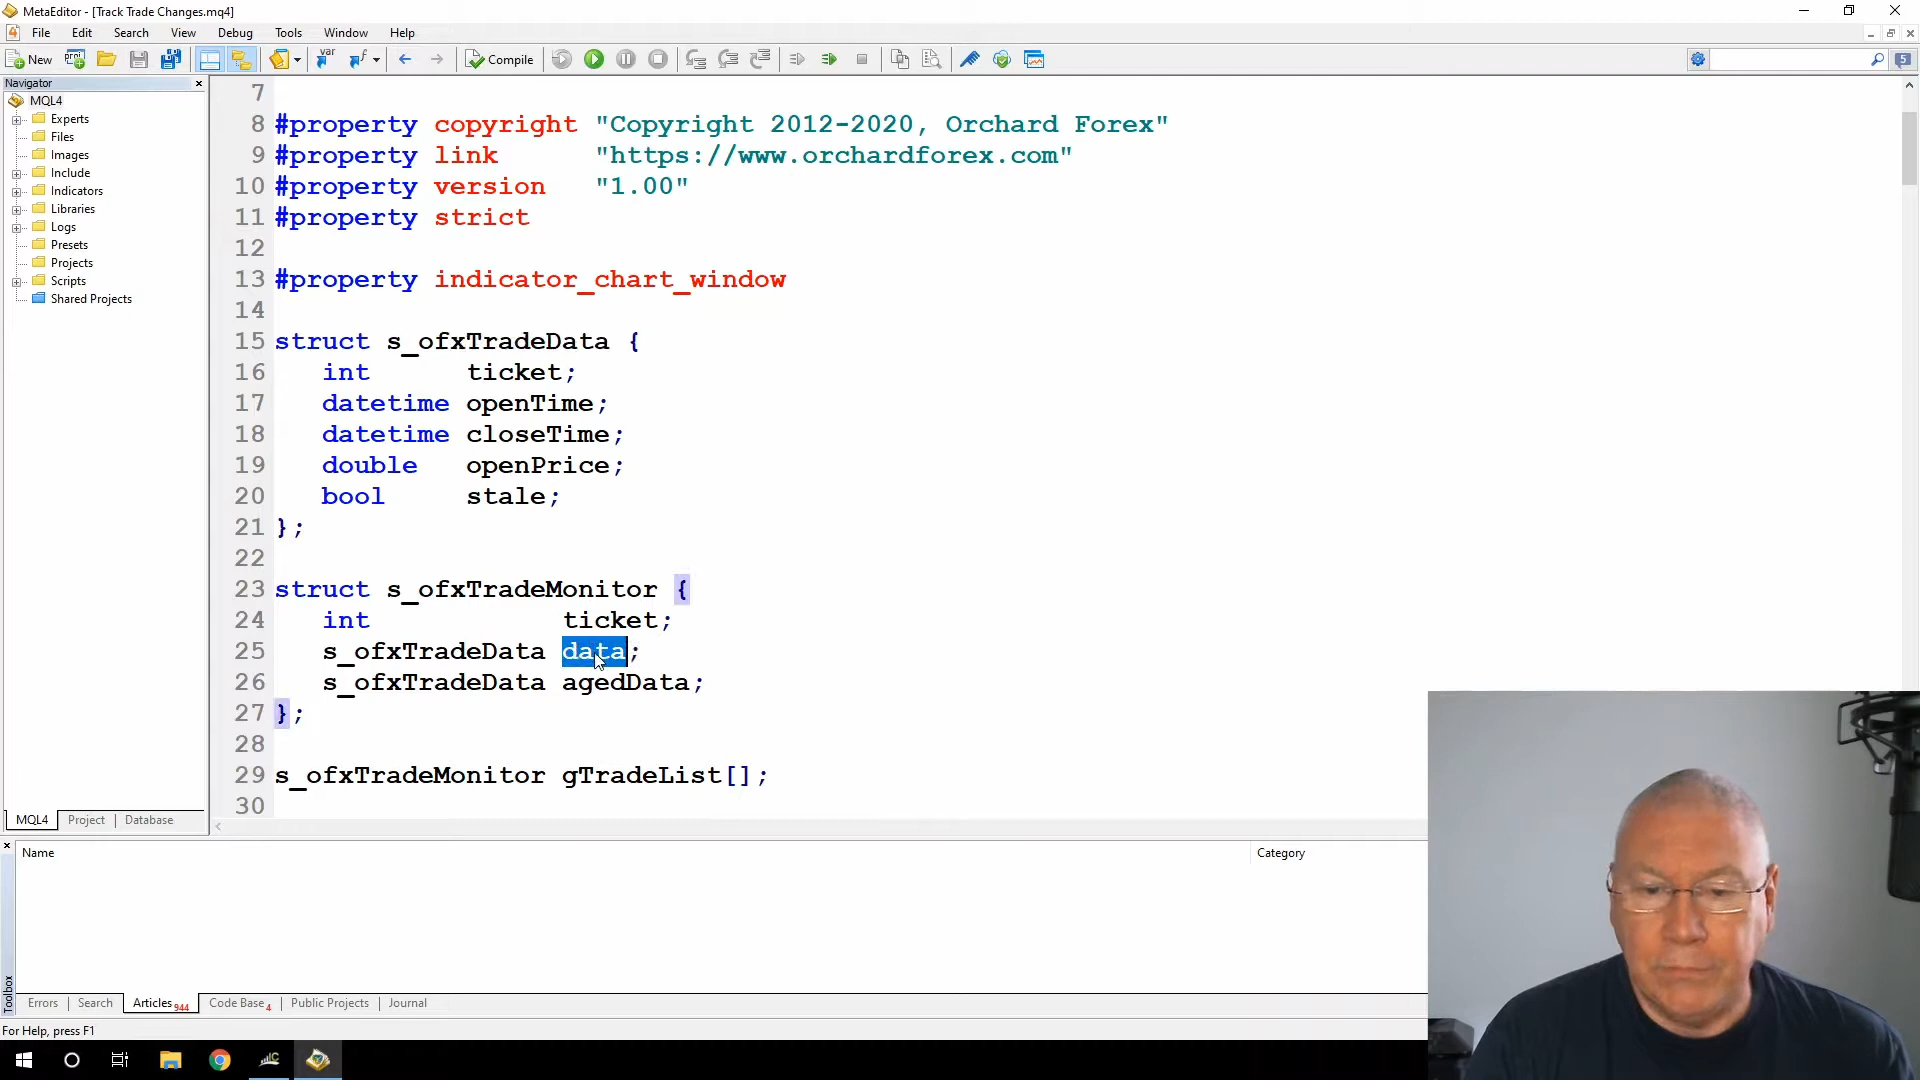 MetaEditor - [Track Trade Changes.mq4]
File Edit Search View Debug Tools Window Help
New Compile
var
5
Navigator
MQL4
Experts
Files
Images
Include
Indicators
Libraries
Logs
Presets
Projects
Scripts
Shared Projects
MQL4 Project Database
7
8 #property copyright "Copyright 2012-2020, Orchard Forex"
9 #property link "https://www.orchardforex.com"
10 #property version "1.00"
11 #property strict
12
13 #property indicator_chart_window
14
15 struct s_ofxTradeData {
16 int ticket;
17 datetime openTime;
18 datetime closeTime;
19 double openPrice;
20 bool stale;
21 };
22
23 struct s_ofxTradeMonitor {
24 int ticket;
25 s_ofxTradeData data;
26 s_ofxTradeData agedData;
27 };
28
29 s_ofxTradeMonitor gTradeList[];
30
Name Category
Toolbox
Errors Search Articles 944 Code Base 4 Public Projects Journal
For Help, press F1